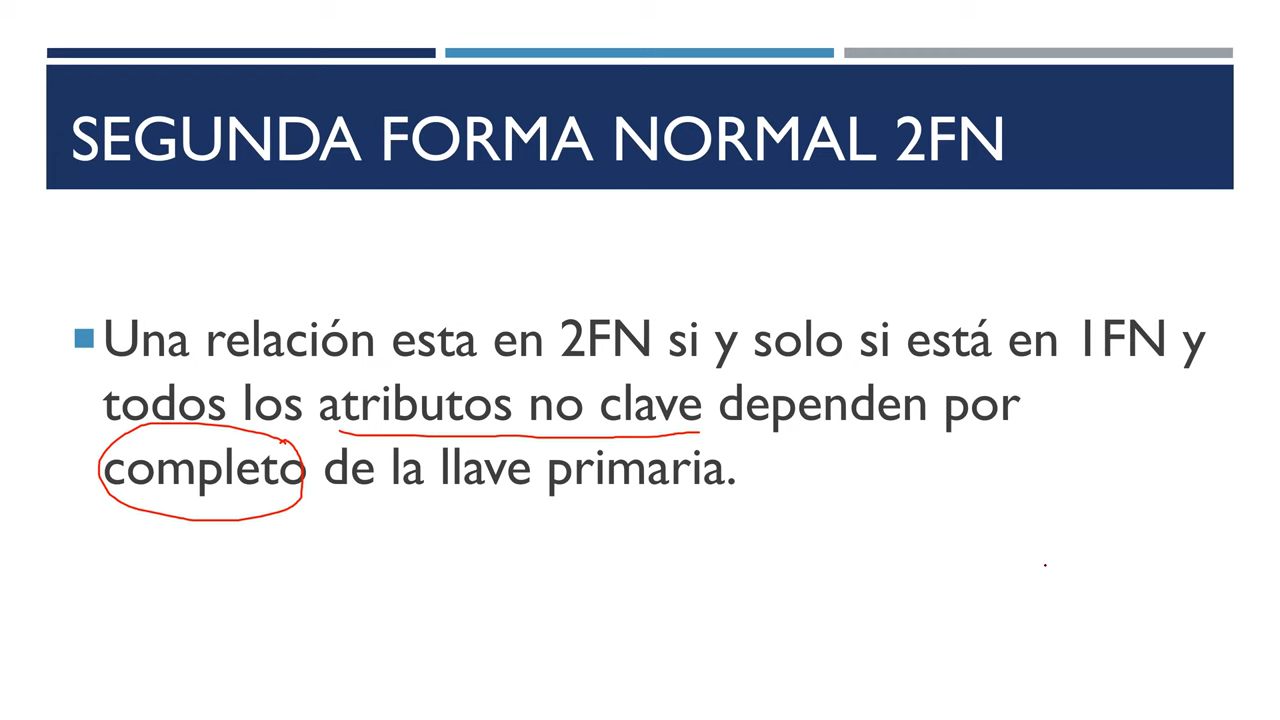 SEGUNDA FORMA NORMAL 2FN
Una relación esta en 2FN si y solo si está en 1FN y
todos los atributos no clave dependen por
completo de la llave primaria.